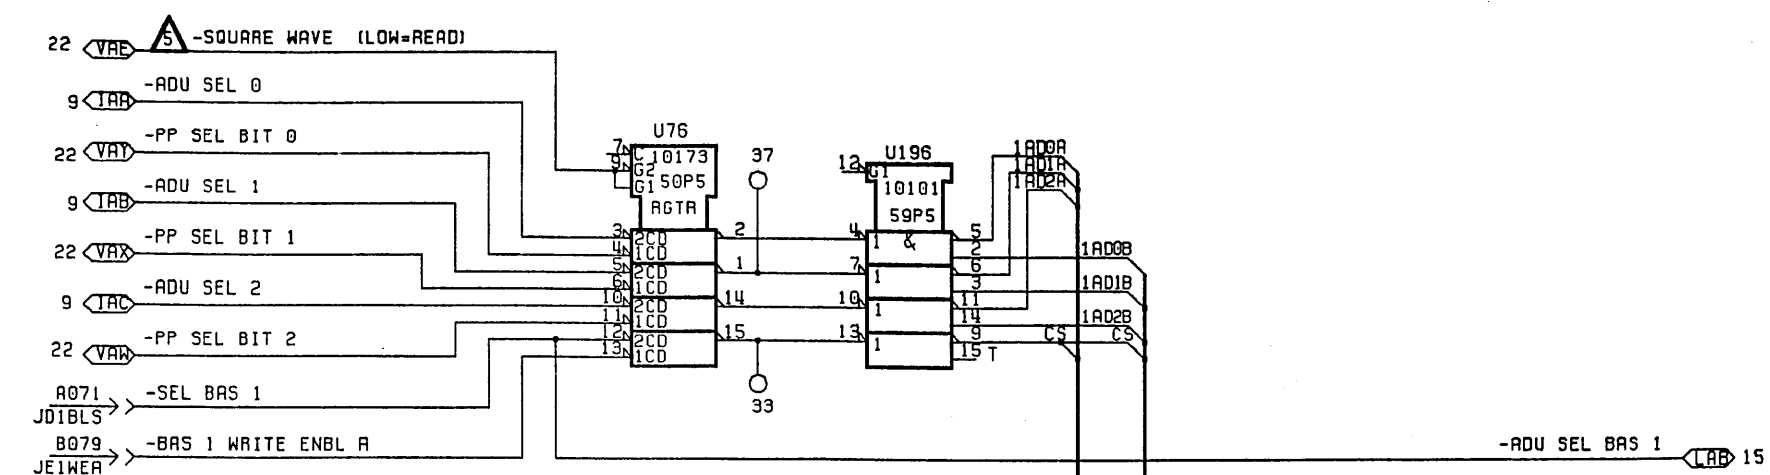 22 VAE 5 -SQUARE WAVE (LOW=READ)
9 IAA -ADU SEL 0
22 VAT -PP SEL BIT 0
9 IAB -ADU SEL 1
22 VAX -PP SEL BIT 1
9 IAC -ADU SEL 2
22 VAW -PP SEL BIT 2
A071 -SEL BAS 1
JD1BLS
B079 -BAS 1 WRITE ENBL A
JE1WEA
U76
7 C 10173
9 G2
G1 50P5
RGTR
3 2CD 2
4 1CD
5 2CD 1
6 1CD
10 2CD 14
11 1CD
12 2CD 15
13 1CD
37
33
U196
12 G1
10101
59P5
&
4 1 5
2
7 1 6
3
10 1 11
14
13 1 9
15 T
1AD0A
1AD1A
1AD2A
1AD0B
1AD1B
1AD2B
CS CS
-ADU SEL BAS 1 LAB 15